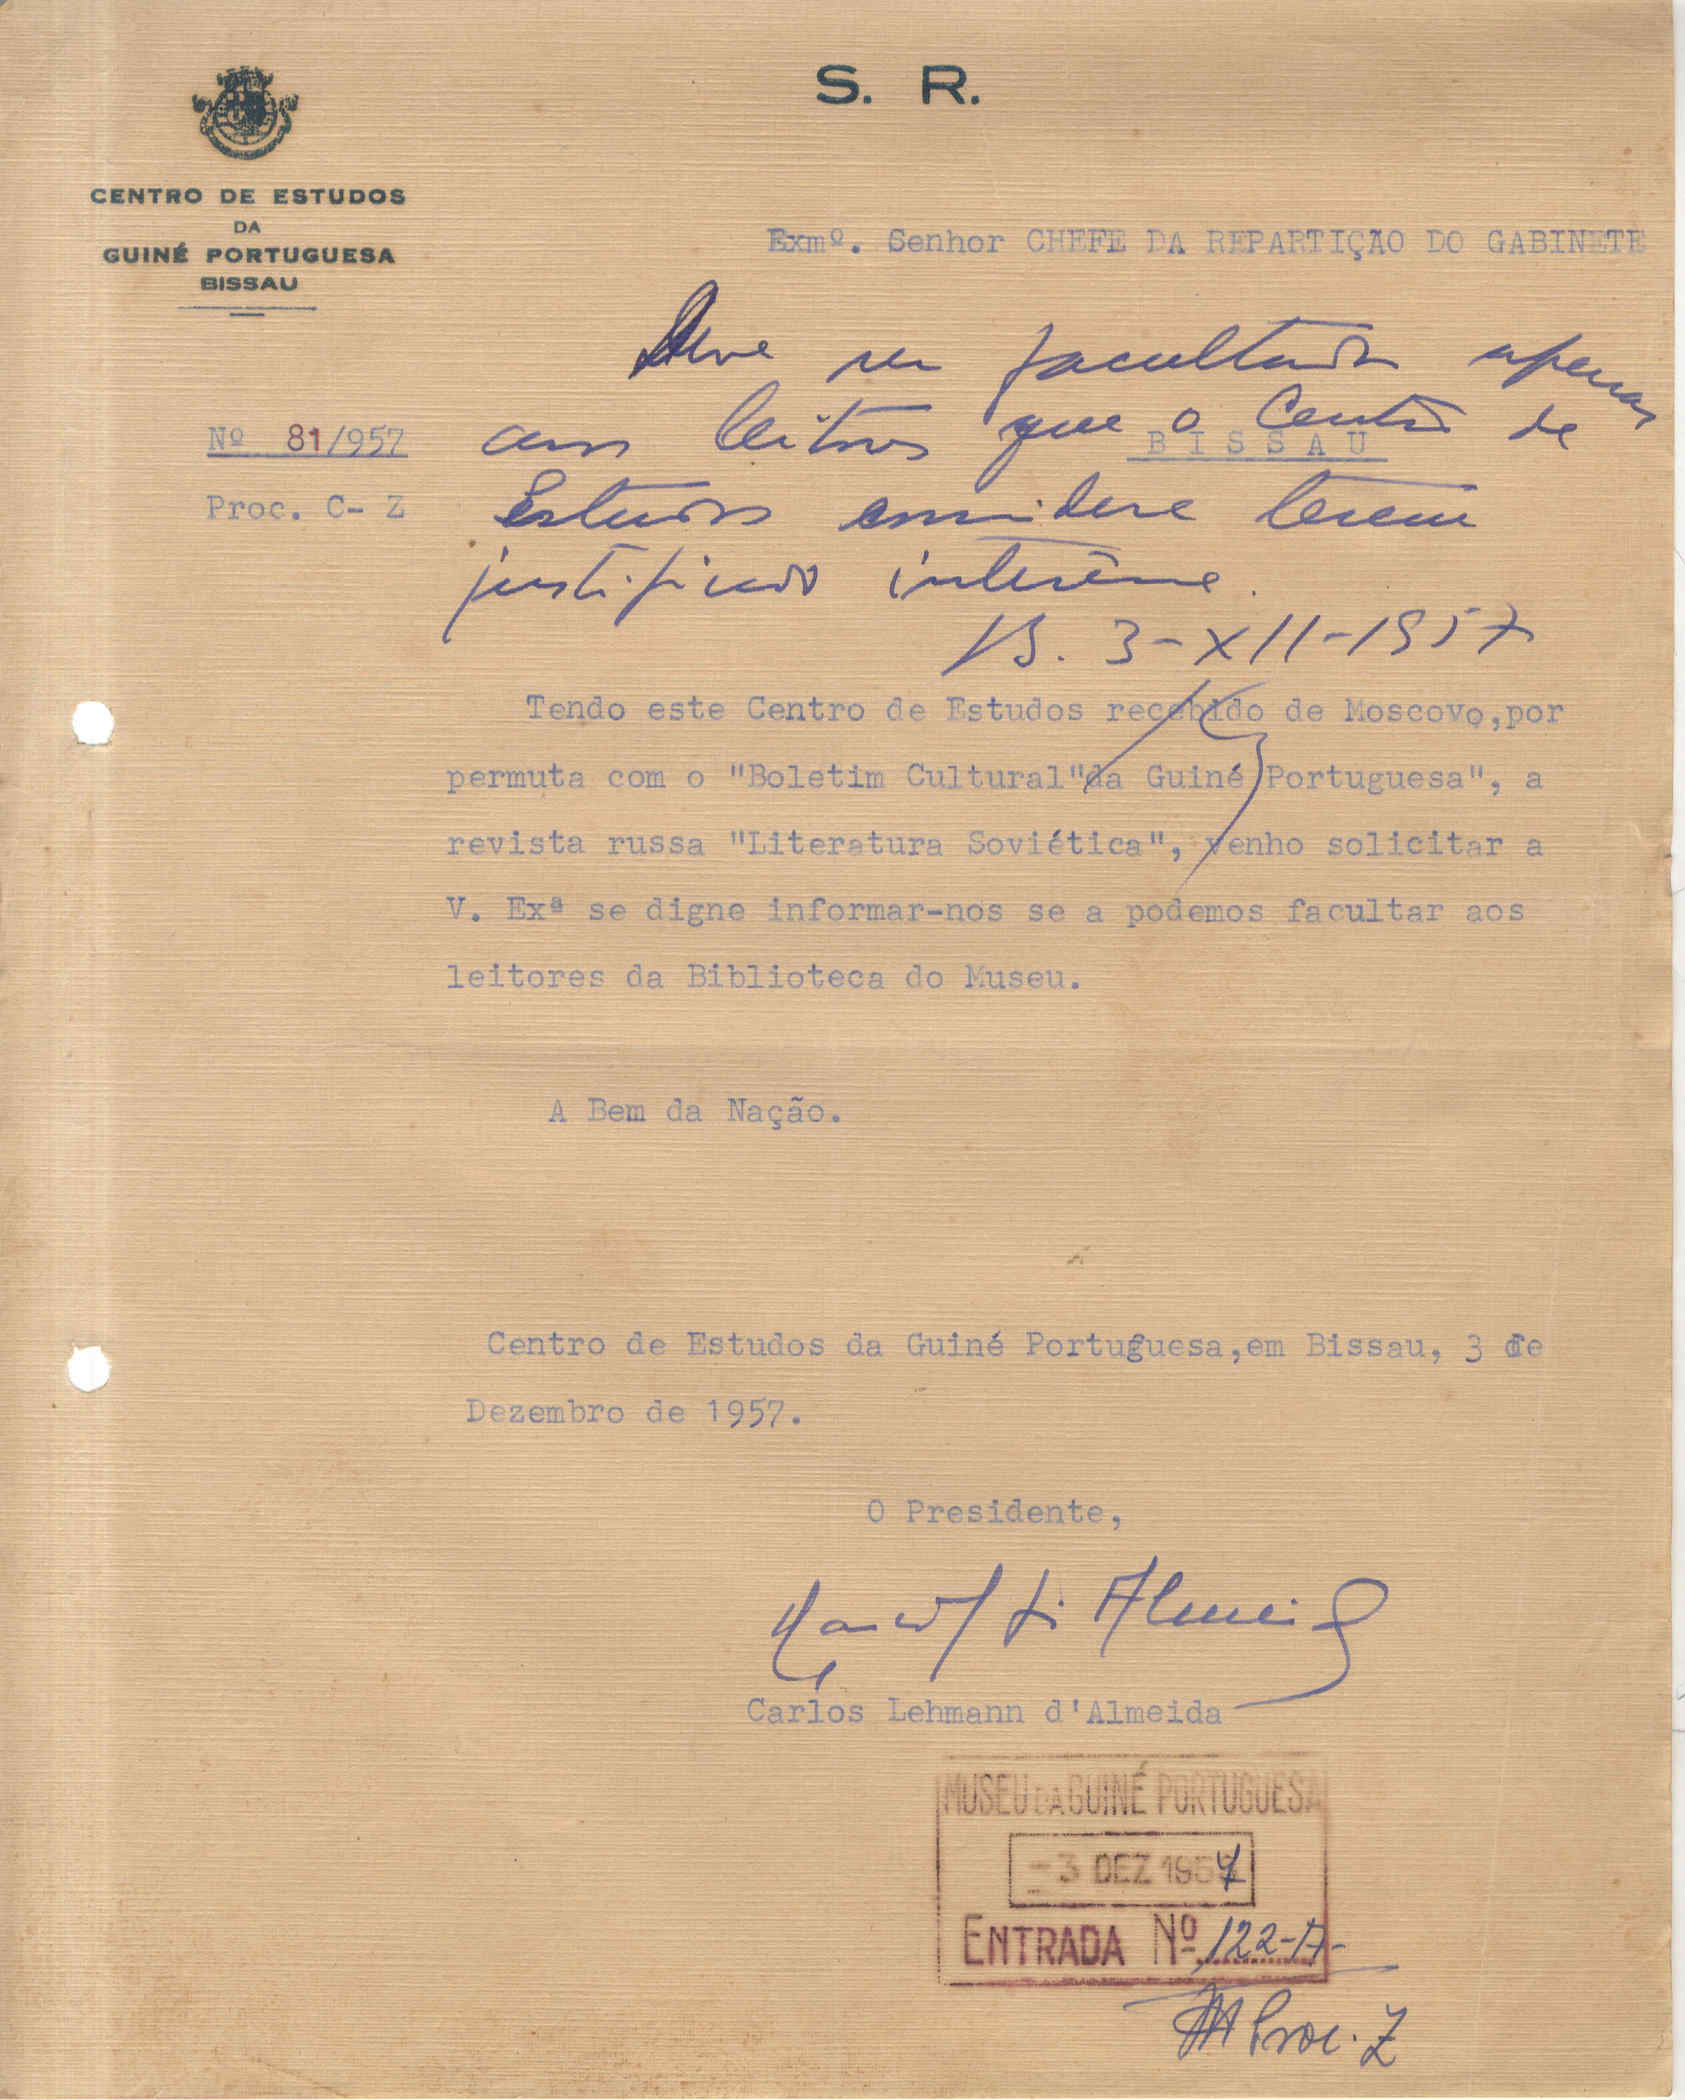 S. R.
CENTRO DE ESTUDOS
DA
GUINÉ PORTUGUESA
BISSAU
Exmº. Senhor CHEFE DA REPARTIÇÃO DO GABINETE
B I S S A U
Nº 81/957
Proc. C- Z
Deve ser facultada apenas
aos leitores que o Centro de
Estudos considere terem
justificado interêsse.
B. 3-XII-1957
Tendo este Centro de Estudos recebido de Moscovo,por
permuta com o "Boletim Cultural"da Guiné Portuguesa", a
revista russa "Literatura Soviética", venho solicitar a
V. Exª se digne informar-nos se a podemos facultar aos
leitores da Biblioteca do Museu.
A Bem da Nação.
Centro de Estudos da Guiné Portuguesa,em Bissau, 3 de
Dezembro de 1957.
O Presidente,
Carlos Lehmann d'Almeida
MUSEU DA GUINÉ PORTUGUESA
-3 DEZ 1957
ENTRADA Nº 122-A-
Proc. Z